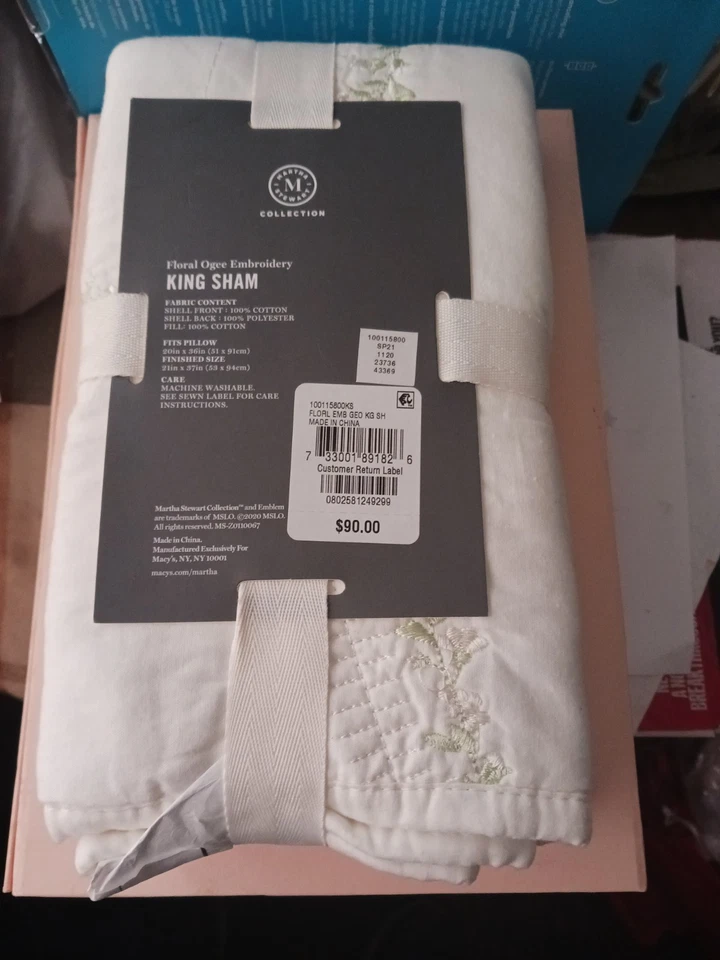 MARTHA
M
STEWART
COLLECTION
Floral Ogee Embroidery
KING SHAM
FABRIC CONTENT
SHELL FRONT : 100% COTTON
SHELL BACK : 100% POLYESTER
FILL: 100% COTTON
FITS PILLOW
20in x 36in (51 x 91cm)
FINISHED SIZE
21in x 37in (53 x 94cm)
CARE
MACHINE WASHABLE.
SEE SEWN LABEL FOR CARE
INSTRUCTIONS.
100115800
SP21
1120
23736
43369
100115800KS
FLORL EMB GEO KG SH
MADE IN CHINA
7 33001 89182 6
Customer Return Label
0802581249299
$90.00
Martha Stewart Collection™ and Emblem
are trademarks of MSLO. ©2020 MSLO.
All rights reserved. MS-Z0110067
Made in China.
Manufactured Exclusively For
Macy's, NY, NY 10001
macys.com/martha